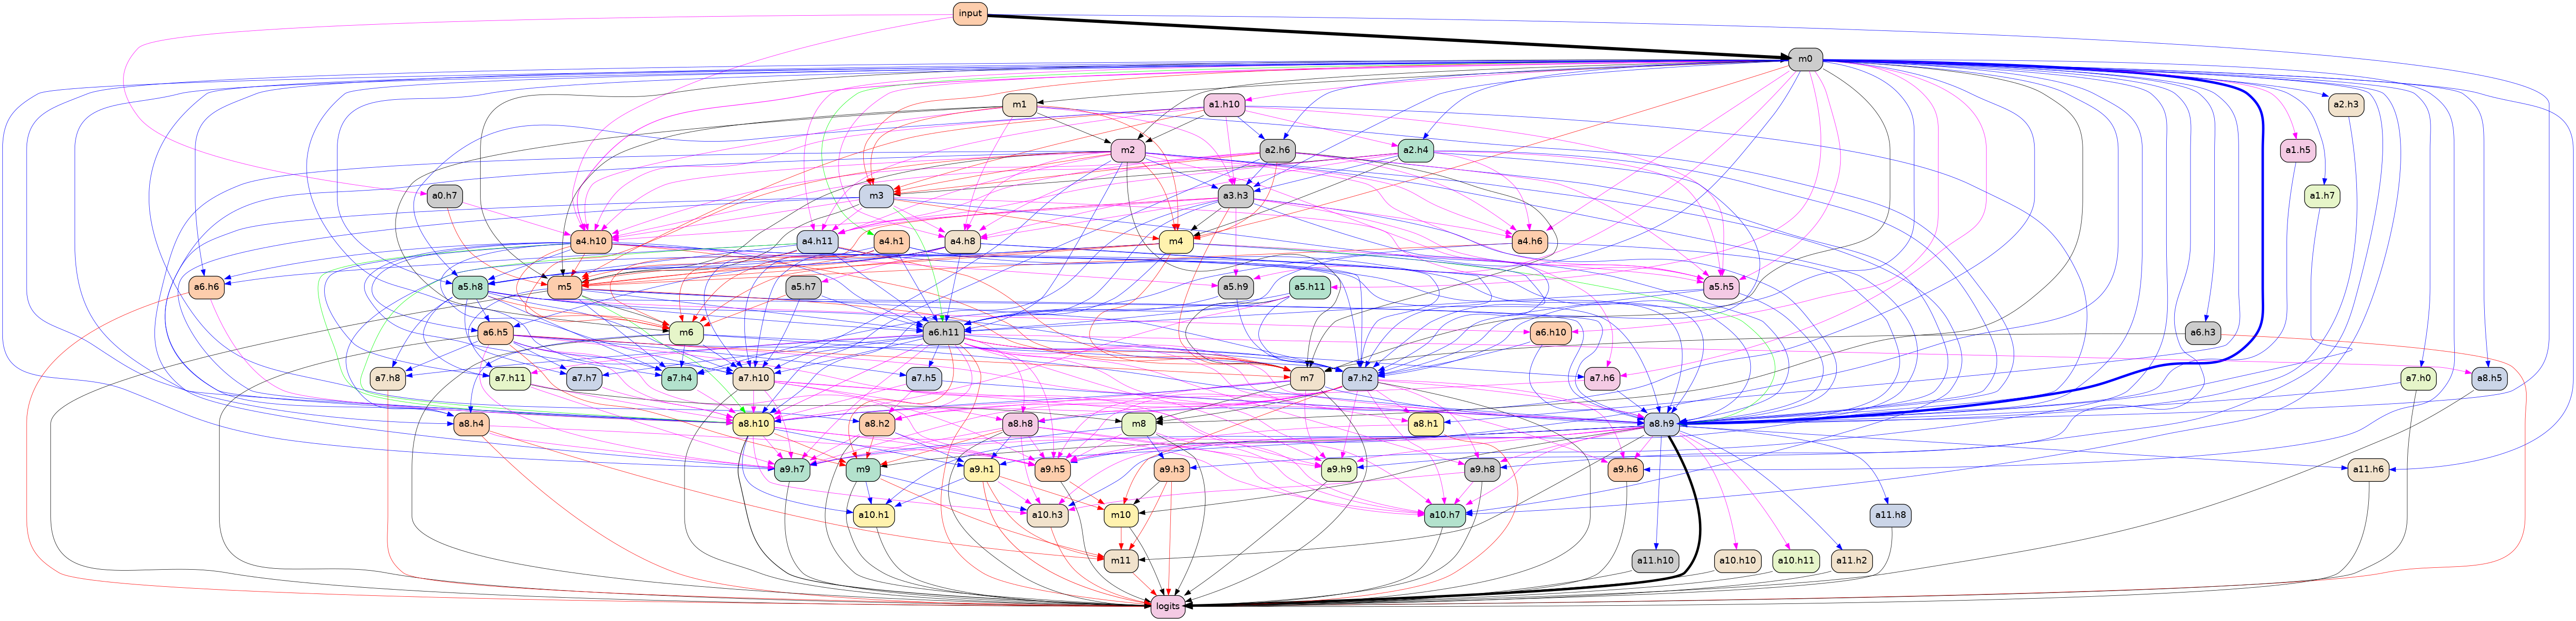 input
m0
m1 a1.h10 a2.h3
m2 a2.h6 a2.h4 a1.h5
a0.h7 m3 a3.h3 a1.h7
a4.h10 a4.h11 a4.h1 a4.h8 m4 a4.h6
a6.h6 a5.h8 m5 a5.h7 a5.h9 a5.h11 a5.h5
a6.h5 m6 a6.h11 a6.h10 a6.h3
a7.h8 a7.h11 a7.h7 a7.h4 a7.h10 a7.h5 m7 a7.h2 a7.h6 a7.h0 a8.h5
a8.h4 a8.h10 a8.h2 a8.h8 m8 a8.h1 a8.h9
a9.h7 m9 a9.h1 a9.h5 a9.h3 a9.h9 a9.h8 a9.h6 a11.h6
a10.h1 a10.h3 m10 a10.h7 a11.h8
m11 a11.h10 a10.h10 a10.h11 a11.h2
logits